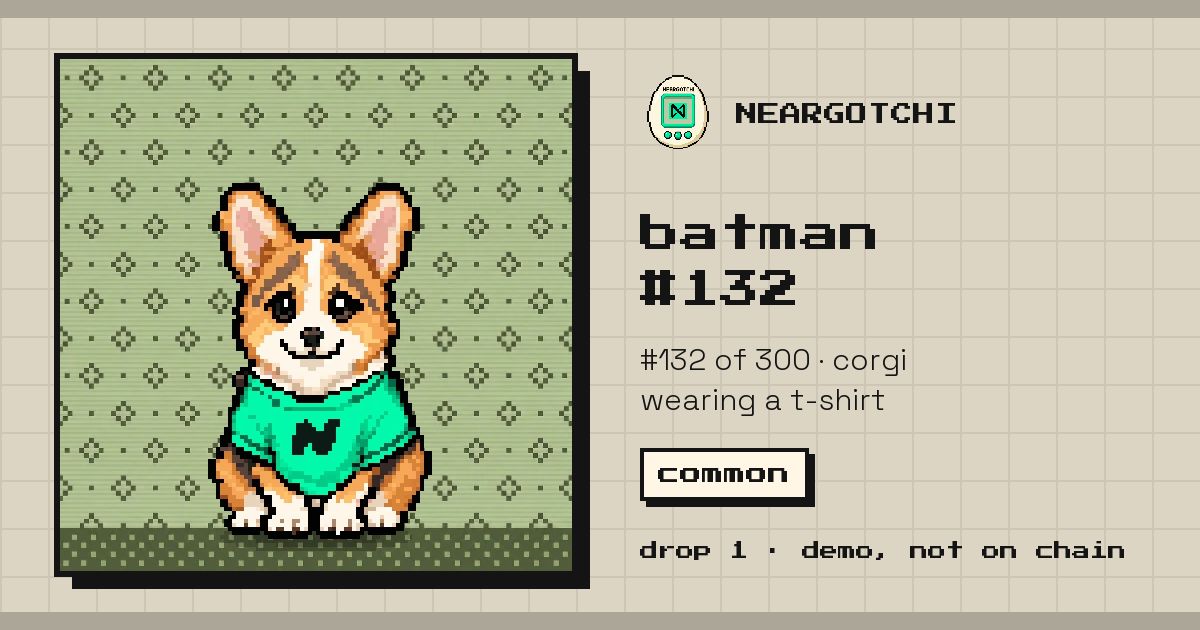 NEARGOTCHI
NEARGOTCHI
batman
#132
#132 of 300 · corgi
wearing a t-shirt
common
drop 1 · demo, not on chain
N